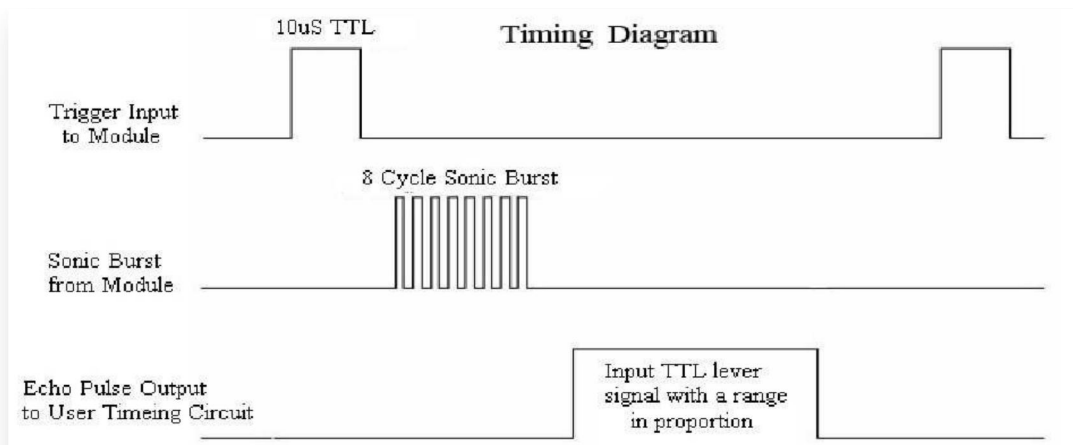 10uS TTL
Timing Diagram
Trigger Input
to Module
8 Cycle Sonic Burst
Sonic Burst
from Module
Echo Pulse Output
to User Timeing Circuit
Input TTL lever
signal with a range
in proportion